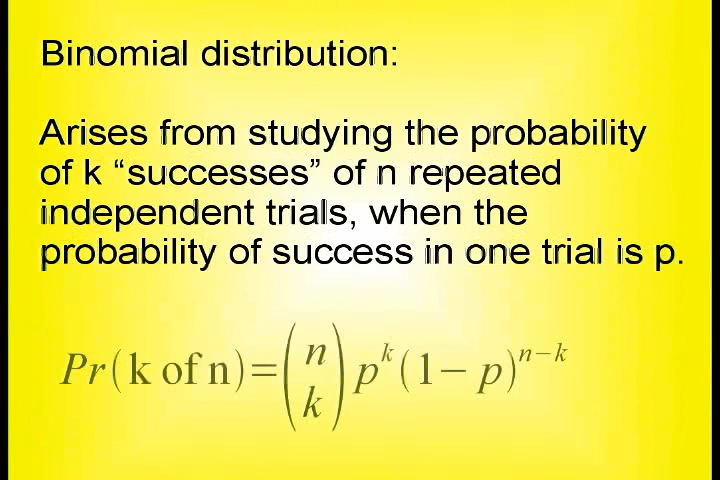 Binomial distribution:
Arises from studying the probability
of k “successes” of n repeated
independent trials, when the
probability of success in one trial is p.
Pr(k of n)=(n k)p^k(1−p)^{n−k}